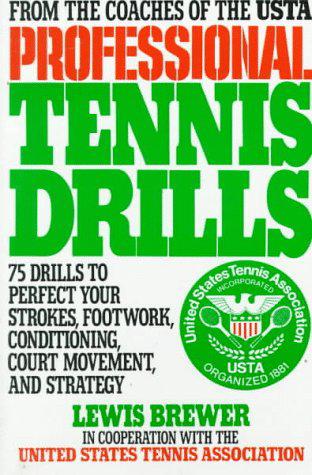 FROM THE COACHES OF THE USTA
PROFESSIONAL
TENNIS
DRILLS
75 DRILLS TO
PERFECT YOUR
STROKES, FOOTWORK,
CONDITIONING,
COURT MOVEMENT,
AND STRATEGY
United States Tennis Association
INCORPORATED
USTA
ORGANIZED 1881
LEWIS BREWER
IN COOPERATION WITH THE
UNITED STATES TENNIS ASSOCIATION